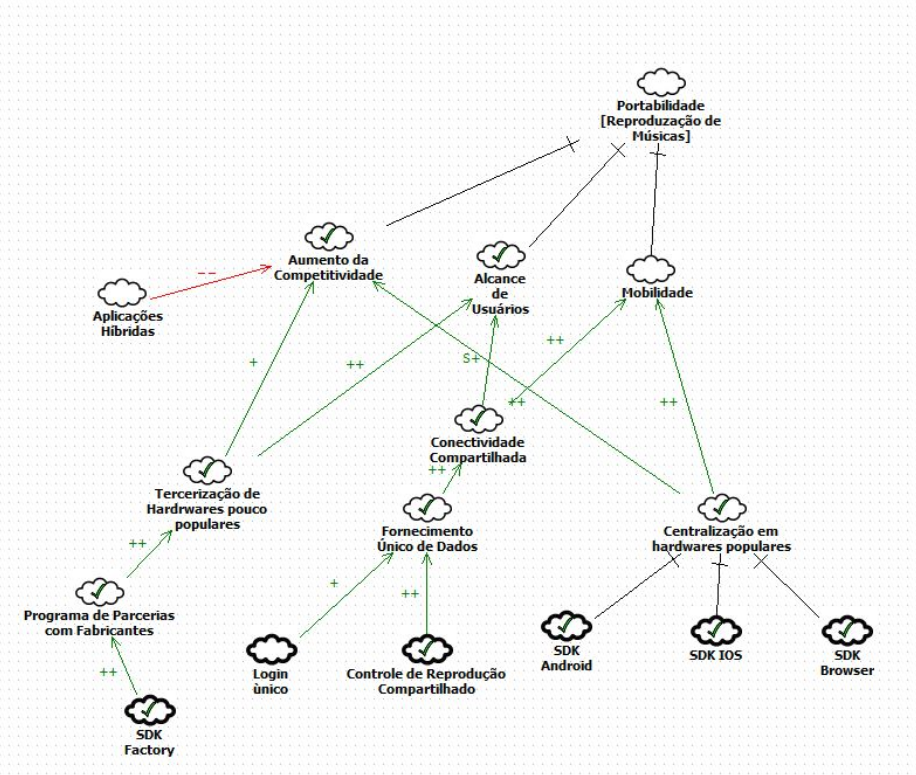 Portabilidade
[Reproduzação de
Músicas]
Aumento da
Competitividade
Alcance
de
Usuários
Mobilidade
Aplicações
Híbridas
--
+
++
S+
++
++
++
Conectividade
Compartilhada
++
Tercerização de
Hardrwares pouco
populares
Fornecimento
Único de Dados
Centralização em
hardwares populares
++
+
++
Programa de Parcerias
com Fabricantes
Login
ùnico
Controle de Reprodução
Compartilhado
SDK
Android
SDK IOS
SDK
Browser
++
SDK
Factory